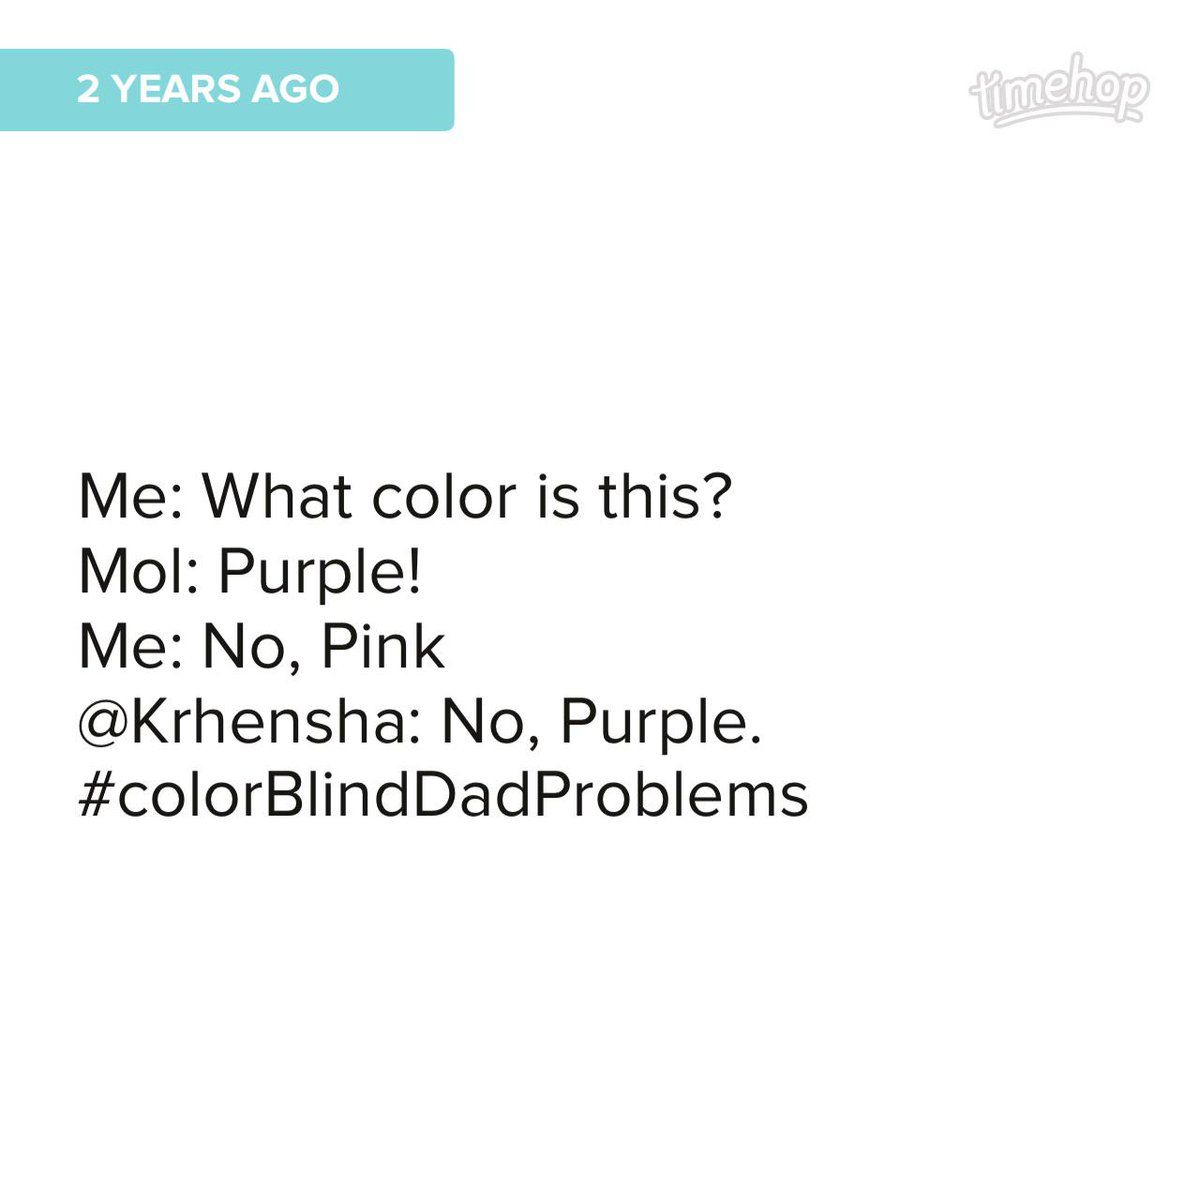 2 YEARS AGO
timehop
Me: What color is this?
Mol: Purple!
Me: No, Pink
@Krhensha: No, Purple.
#colorBlindDadProblems